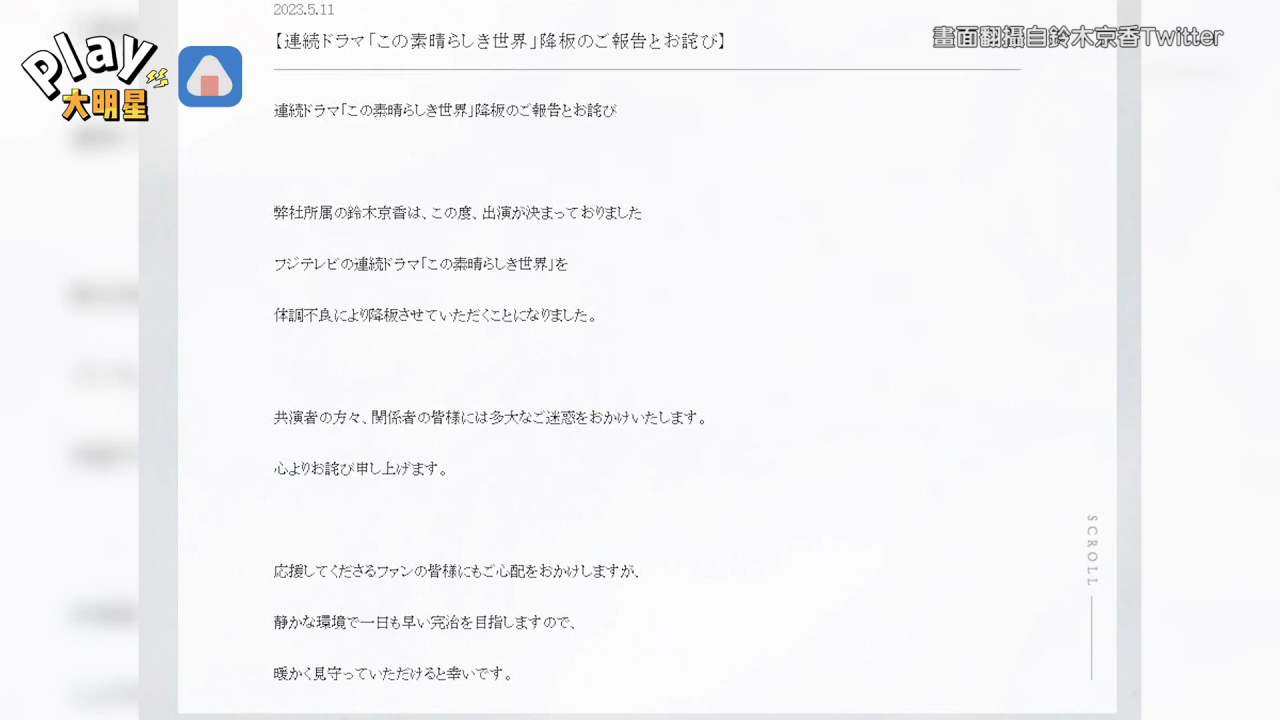 2023.5.11
【連続ドラマ「この素晴らしき世界」降板のご報告とお詫び】
畫面翻攝自鈴木京香Twitter
Play
大明星
連続ドラマ「この素晴らしき世界」降板のご報告とお詫び
弊社所属の鈴木京香は、この度、出演が決まっておりました
フジテレビの連続ドラマ「この素晴らしき世界」を
体調不良により降板させていただくことになりました。
共演者の方々、関係者の皆様には多大なご迷惑をおかけいたします。
心よりお詫び申し上げます。
応援してくださるファンの皆様にもご心配をおかけしますが、
静かな環境で一日も早い完治を目指しますので、
暖かく見守っていただけると幸いです。
SCROLL